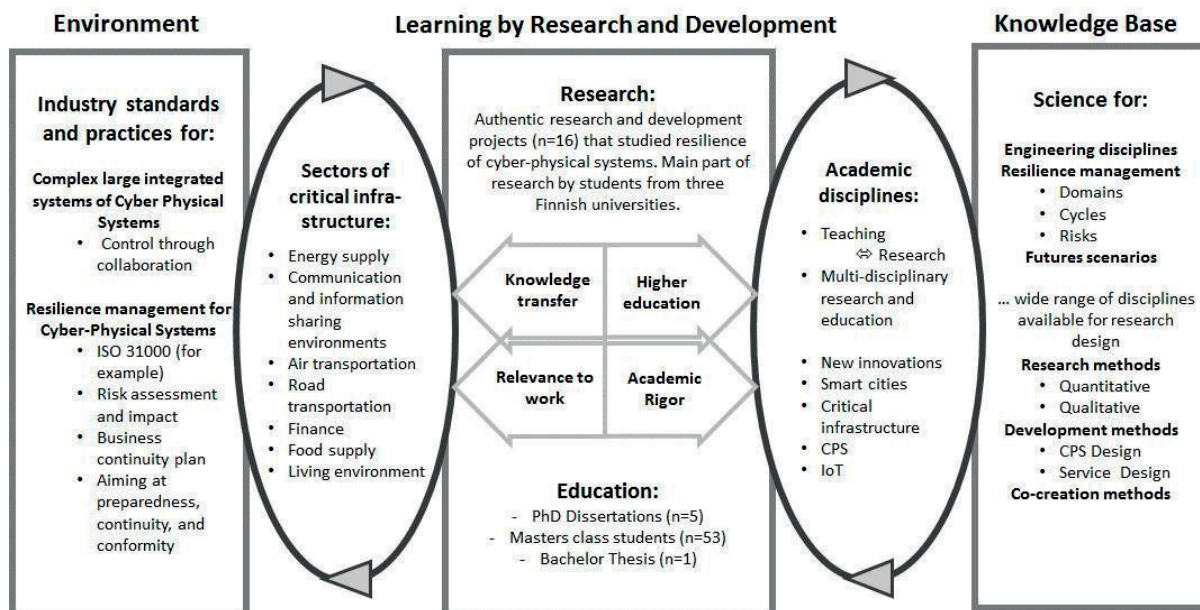 Environment
Learning by Research and Development
Knowledge Base
Industry standards
and practices for:
Complex large integrated
systems of Cyber Physical
Systems
• Control through
collaboration
Resilience management for
Cyber-Physical Systems
• ISO 31000 (for
example)
• Risk assessment
and impact
• Business
continuity plan
• Aiming at
preparedness,
continuity, and
conformity
Sectors of
critical infra-
structure:
• Energy supply
• Communication
and information
sharing
environments
• Air transportation
• Road
transportation
• Finance
• Food supply
• Living environment
Research:
Authentic research and development
projects (n=16) that studied resilience
of cyber-physical systems. Main part of
research by students from three
Finnish universities.
Knowledge
transfer
Higher
education
Relevance to
work
Academic
Rigor
Education:
- PhD Dissertations (n=5)
- Masters class students (n=53)
- Bachelor Thesis (n=1)
Academic
disciplines:
• Teaching
⇔ Research
• Multi-disciplinary
research and
education
• New innovations
• Smart cities
• Critical
infrastructure
• CPS
• IoT
Science for:
Engineering disciplines
Resilience management
• Domains
• Cycles
• Risks
Futures scenarios
... wide range of disciplines
available for research
design
Research methods
• Quantitative
• Qualitative
Development methods
• CPS Design
• Service Design
Co-creation methods